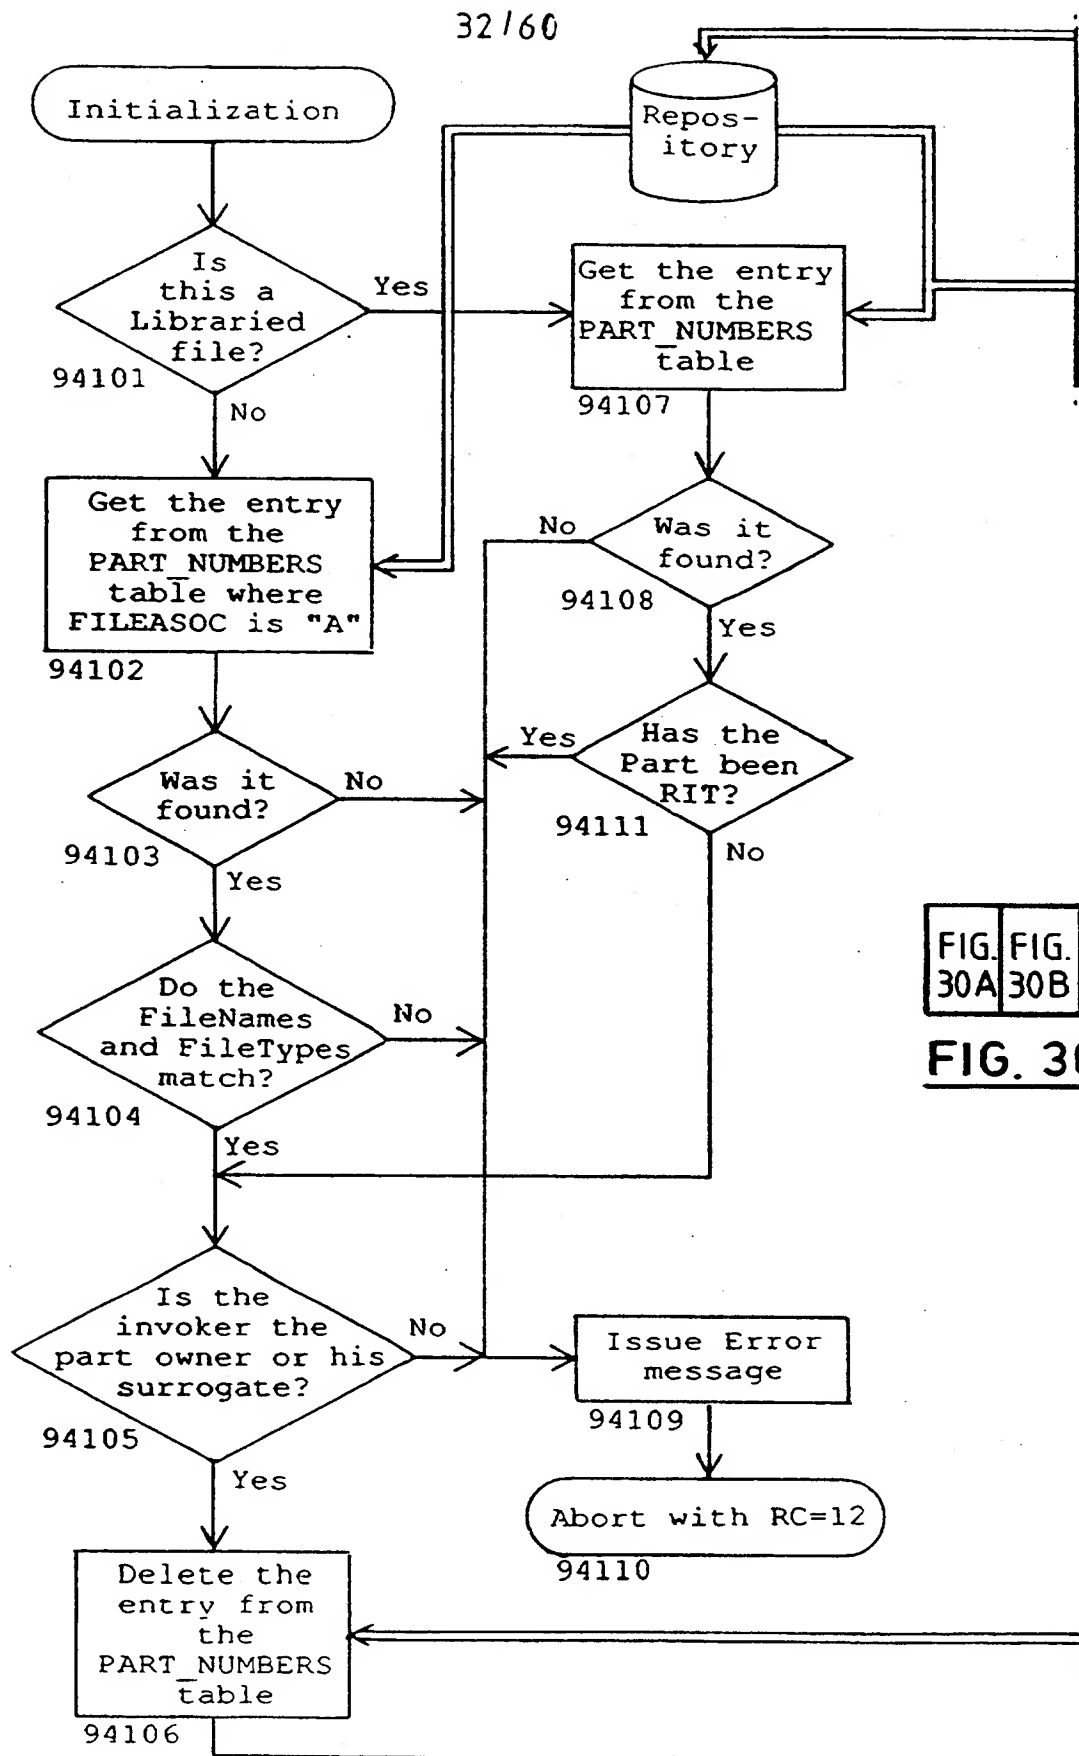 32/60
Initialization
Repos-
itory
Is
this a
Libraried
file?
Yes
94101
No
Get the entry
from the
PART_NUMBERS
table
94107
Get the entry
from the
PART_NUMBERS
table where
FILEASOC is "A"
94102
No
Was it
found?
94108
Yes
Was it
found?
No
94103
Yes
Yes
Has the
Part been
RIT?
94111
No
Do the
FileNames
and FileTypes
match?
No
94104
Yes
FIG.
30A
FIG.
30B
FIG. 30
Is the
invoker the
part owner or his
surrogate?
No
94105
Yes
Issue Error
message
94109
Abort with RC=12
94110
Delete the
entry from
the
PART_NUMBERS
table
94106